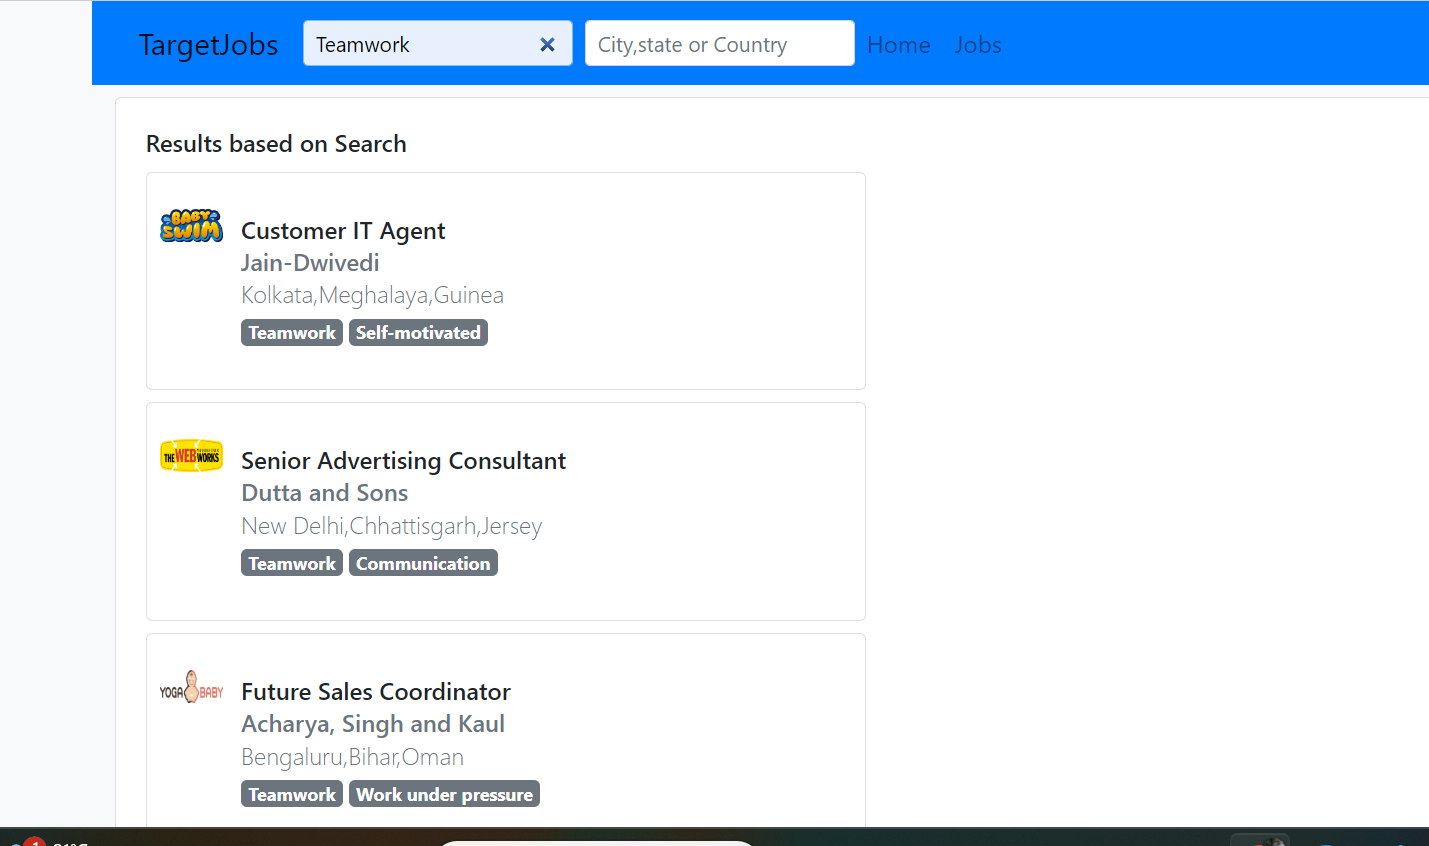 TargetJobs Teamwork City,state or Country Home Jobs
Results based on Search
BABY
SWIM
Customer IT Agent
Jain-Dwivedi
Kolkata,Meghalaya,Guinea
Teamwork Self-motivated
THE WEB WORKS
Senior Advertising Consultant
Dutta and Sons
New Delhi,Chhattisgarh,Jersey
Teamwork Communication
YOGA BABY
Future Sales Coordinator
Acharya, Singh and Kaul
Bengaluru,Bihar,Oman
Teamwork Work under pressure